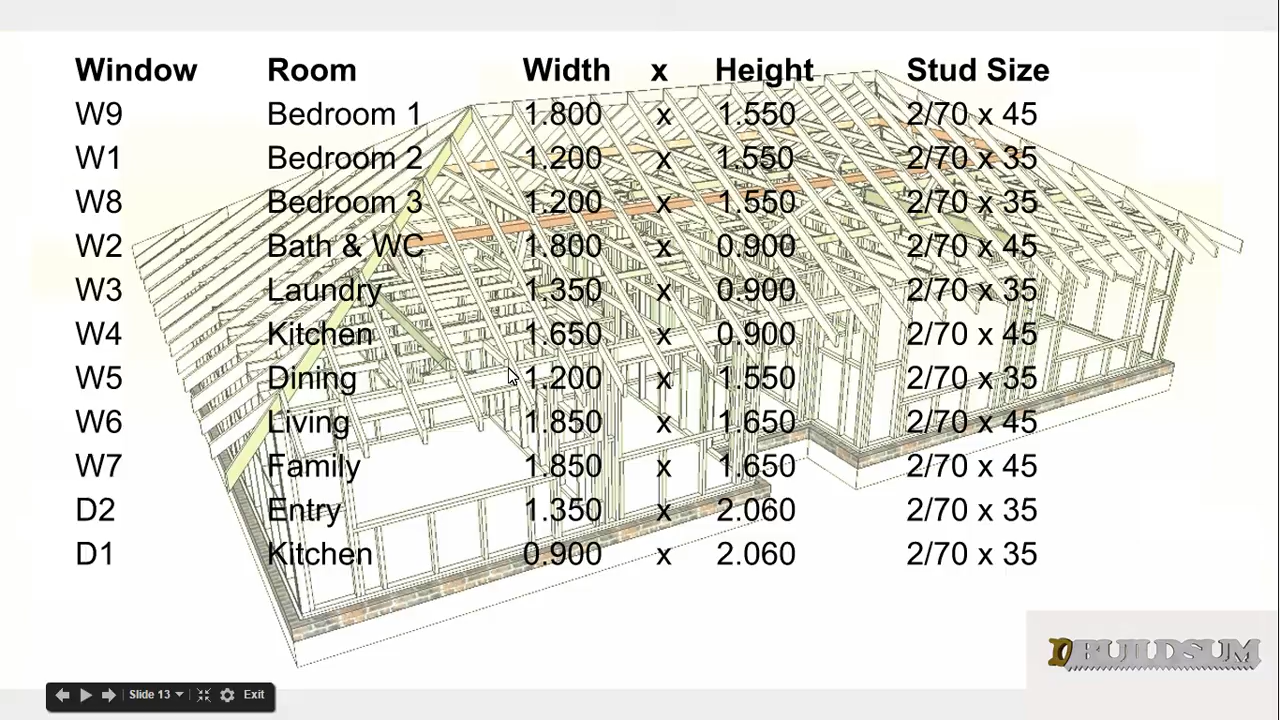 Window Room Width x Height Stud Size
W9 Bedroom 1 1.800 x 1.550 2/70 x 45
W1 Bedroom 2 1.200 x 1.550 2/70 x 35
W8 Bedroom 3 1.200 x 1.550 2/70 x 35
W2 Bath & WC 1.800 x 0.900 2/70 x 45
W3 Laundry 1.350 x 0.900 2/70 x 35
W4 Kitchen 1.650 x 0.900 2/70 x 45
W5 Dining 1.200 x 1.550 2/70 x 35
W6 Living 1.850 x 1.650 2/70 x 45
W7 Family 1.850 x 1.650 2/70 x 45
D2 Entry 1.350 x 2.060 2/70 x 35
D1 Kitchen 0.900 x 2.060 2/70 x 35
BUILDSUM
Slide 13 Exit